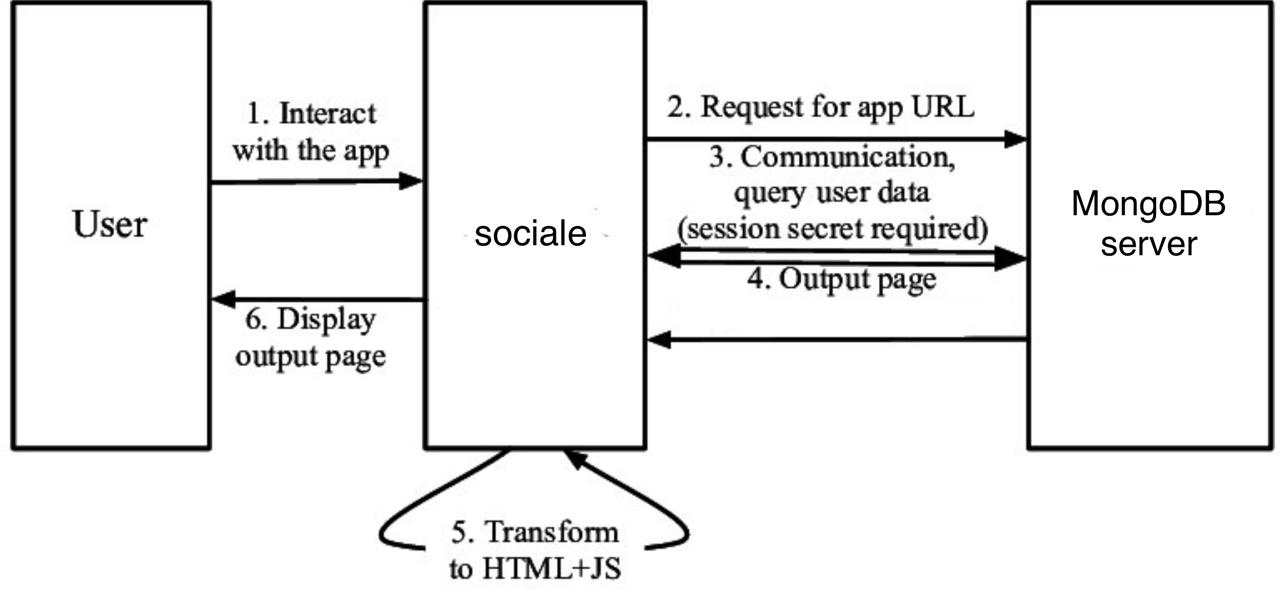 1. Interact
with the app
User
6. Display
output page
sociale
2. Request for app URL
3. Communication,
query user data
(session secret required)
4. Output page
MongoDB
server
5. Transform
to HTML+JS